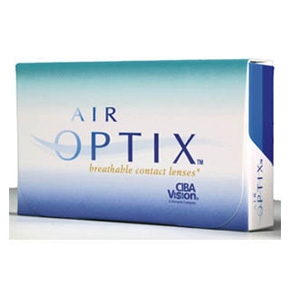 AIR
OPTIX™
breathable contact lenses*
CIBA
VISION®